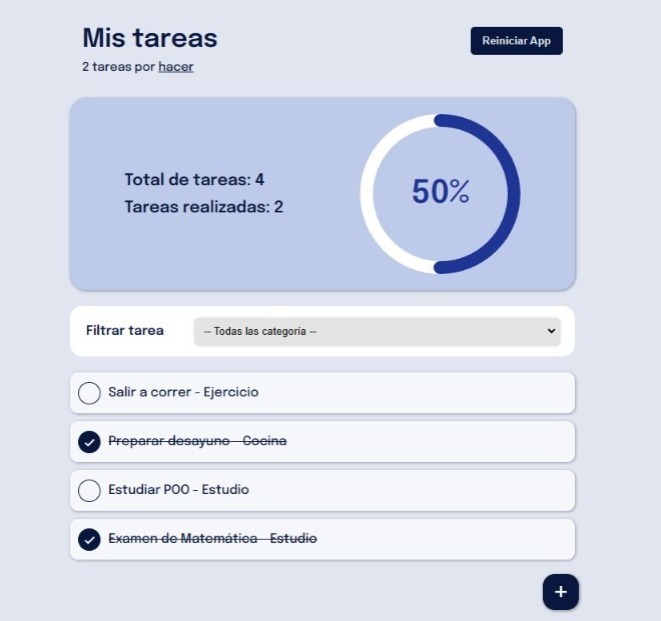 Mis tareas
Reiniciar App
2 tareas por hacer
Total de tareas: 4
Tareas realizadas: 2
50%
Filtrar tarea
-- Todas las categoría --
Salir a correr - Ejercicio
Preparar desayuno - Cocina
Estudiar POO - Estudio
Examen de Matemática - Estudio
+